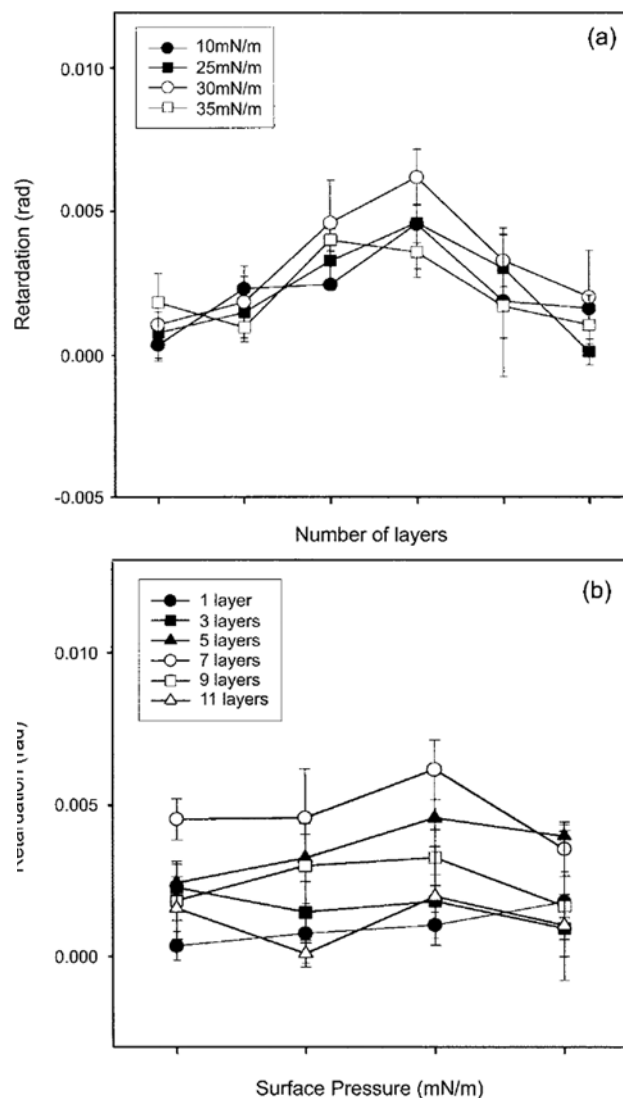 (a)
10mN/m
25mN/m
30mN/m
35mN/m
0.010
0.005
0.000
-0.005
Retardation (rad)
Number of layers
(b)
1 layer
3 layers
5 layers
7 layers
9 layers
11 layers
0.010
0.005
0.000
Retardation (rad)
Surface Pressure (mN/m)